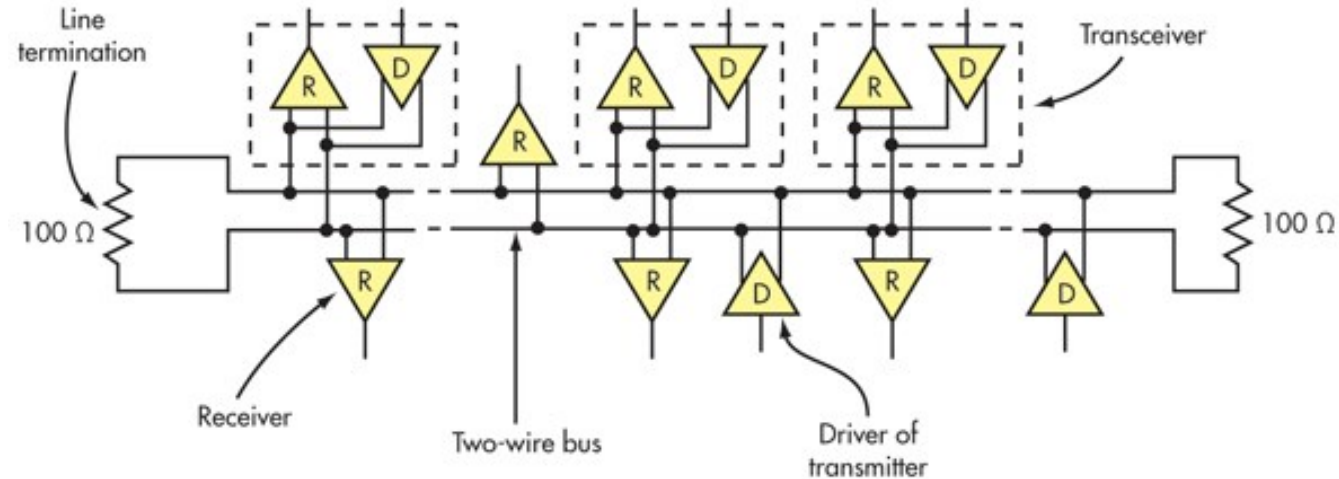 Line
termination
Transceiver
R
D
R
D
R
D
R
100 Ω
100 Ω
R
R
D
R
D
Receiver
Two-wire bus
Driver of
transmitter